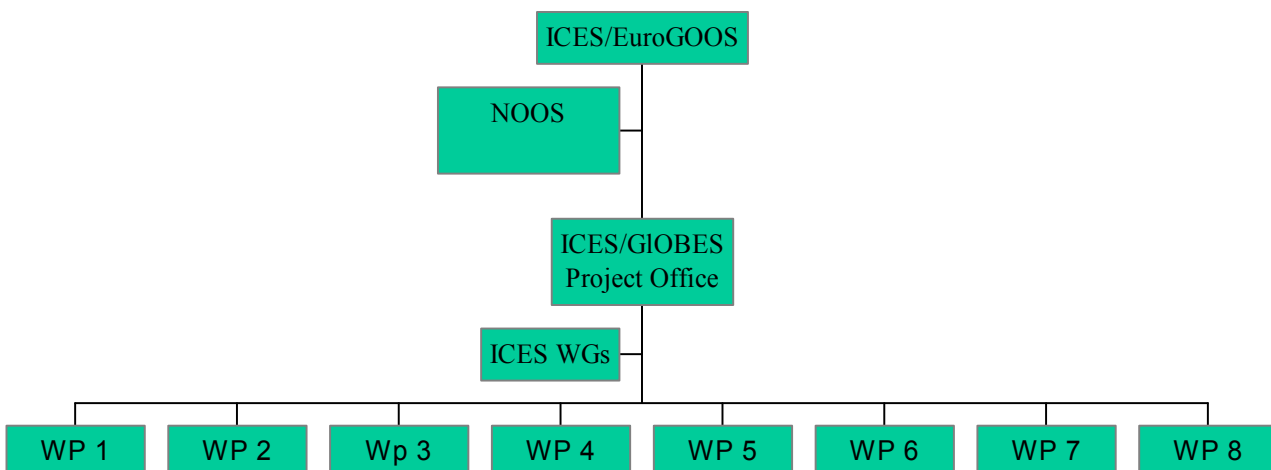 ICES/EuroGOOS
NOOS
ICES/GlOBES
Project Office
ICES WGs
WP 1
WP 2
Wp 3
WP 4
WP 5
WP 6
WP 7
WP 8